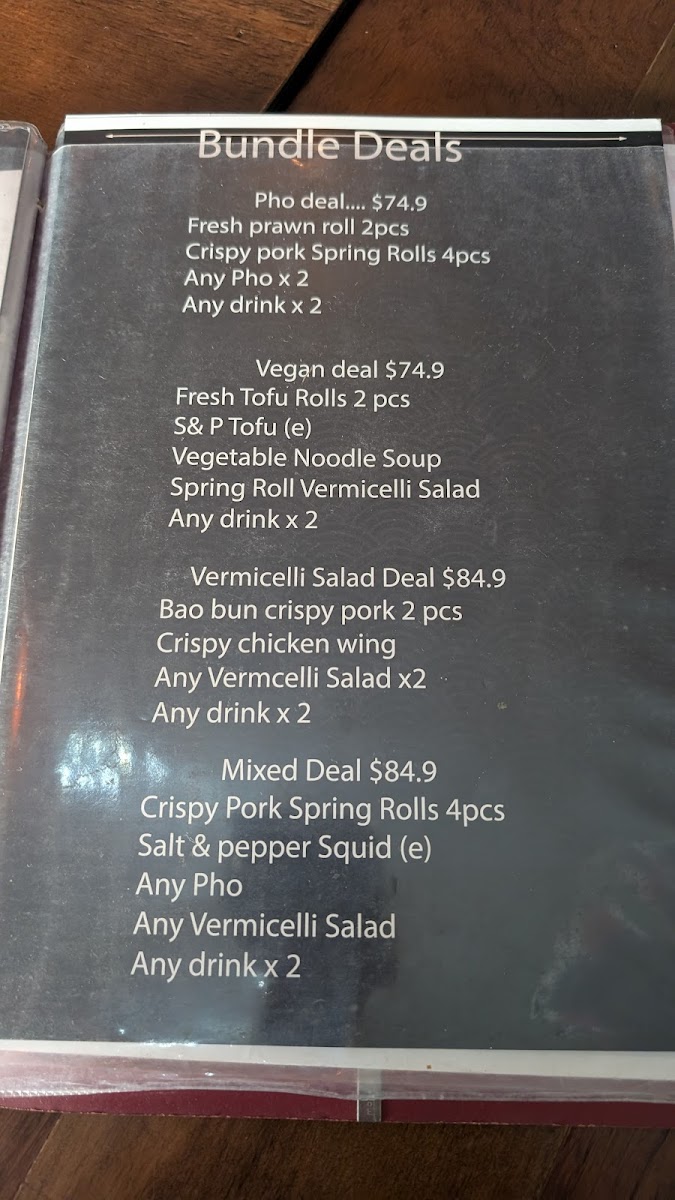 Bundle Deals
Pho deal.... $74.9
Fresh prawn roll 2pcs
Crispy pork Spring Rolls 4pcs
Any Pho x 2
Any drink x 2
Vegan deal $74.9
Fresh Tofu Rolls 2 pcs
S& P Tofu (e)
Vegetable Noodle Soup
Spring Roll Vermicelli Salad
Any drink x 2
Vermicelli Salad Deal $84.9
Bao bun crispy pork 2 pcs
Crispy chicken wing
Any Vermcelli Salad x2
Any drink x 2
Mixed Deal $84.9
Crispy Pork Spring Rolls 4pcs
Salt & pepper Squid (e)
Any Pho
Any Vermicelli Salad
Any drink x 2